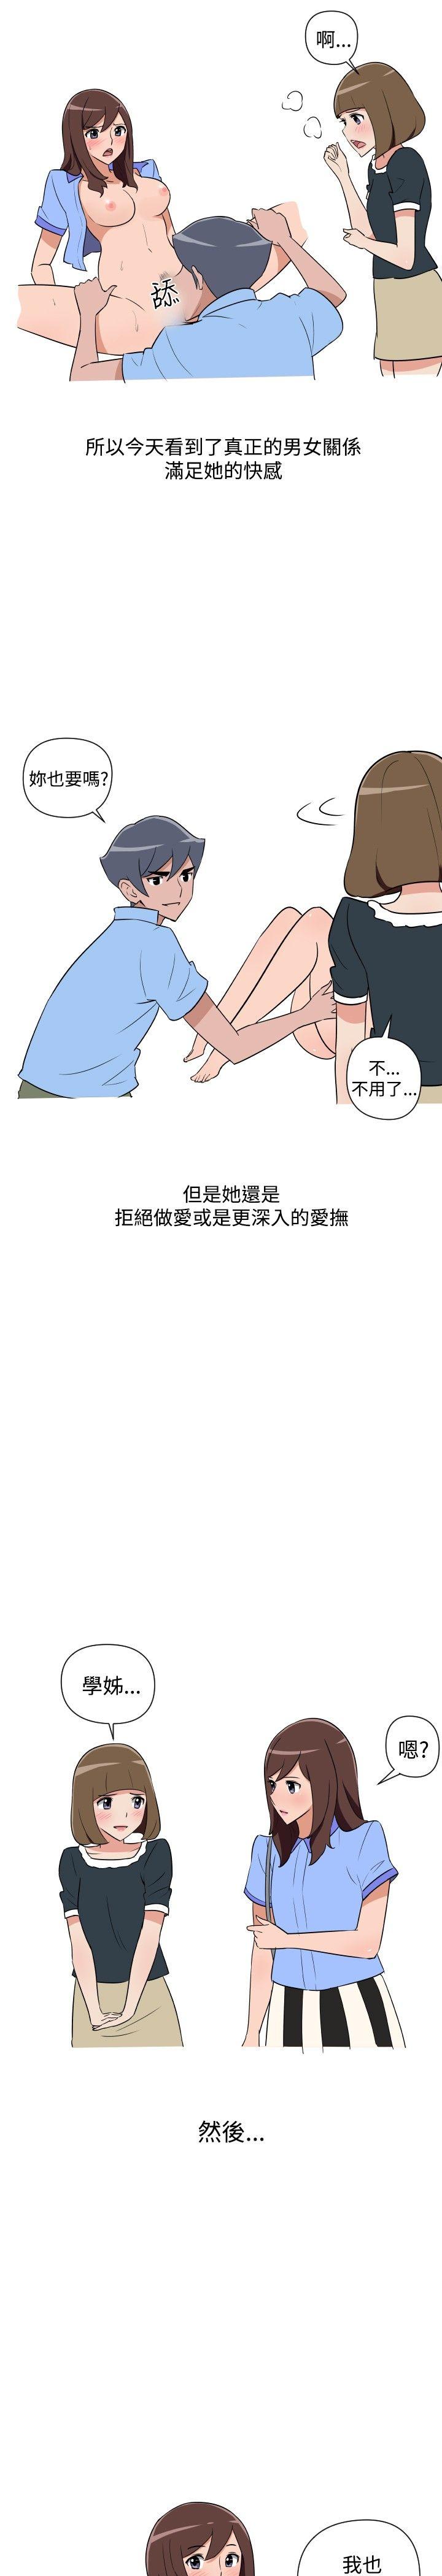 啊...
舔
所以今天看到了真正的男女關係
滿足她的快感
妳也要嗎?
不...
不用了...
但是她還是
拒絕做愛或是更深入的愛撫
學姊...
嗯?
然後...
我也